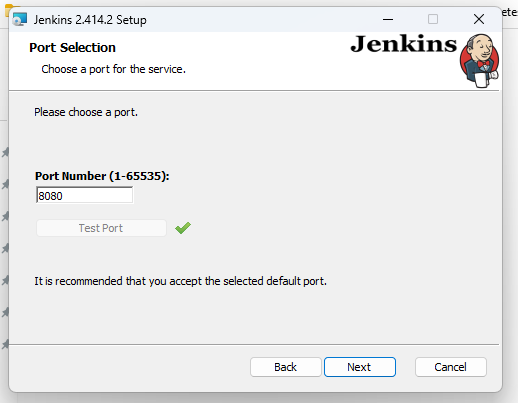 Jenkins 2.414.2 Setup
Port Selection
Choose a port for the service.
Jenkins
Please choose a port.
Port Number (1-65535):
8080
Test Port
It is recommended that you accept the selected default port.
Back
Next
Cancel